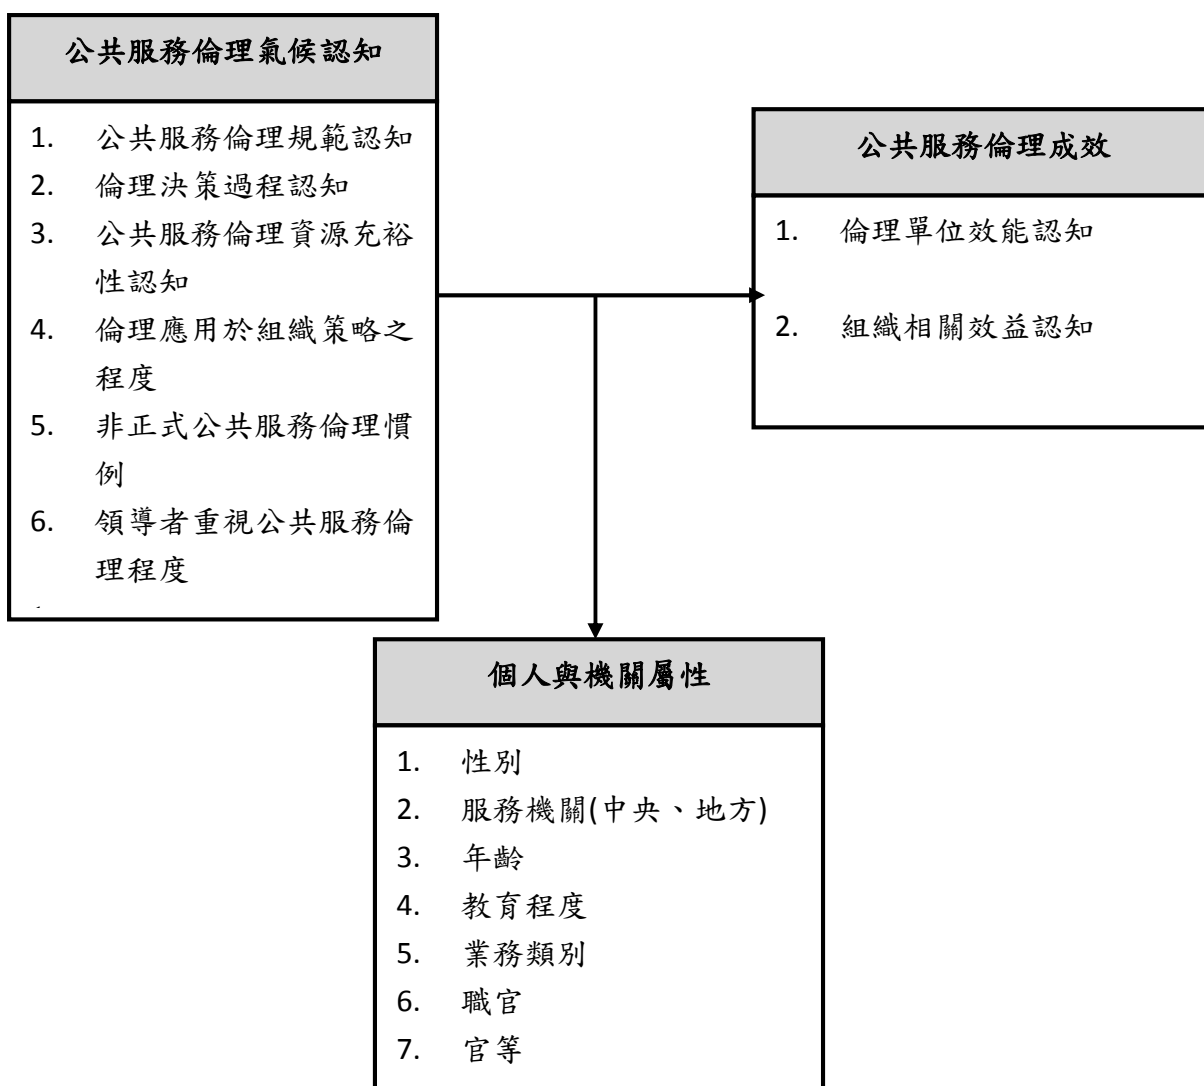 公共服務倫理氣候認知
1. 公共服務倫理規範認知
2. 倫理決策過程認知
3. 公共服務倫理資源充裕
性認知
4. 倫理應用於組織策略之
程度
5. 非正式公共服務倫理慣
例
6. 領導者重視公共服務倫
理程度
公共服務倫理成效
1. 倫理單位效能認知
2. 組織相關效益認知
個人與機關屬性
1. 性別
2. 服務機關(中央、地方)
3. 年齡
4. 教育程度
5. 業務類別
6. 職官
7. 官等